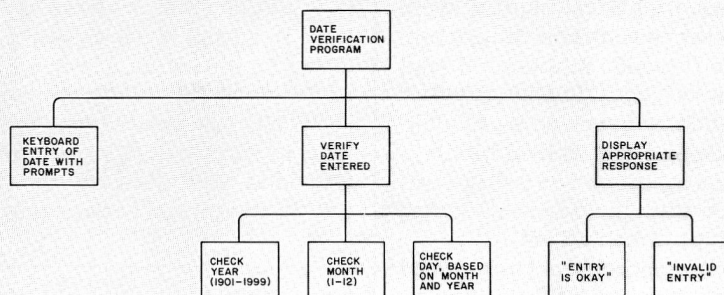 DATE
VERIFICATION
PROGRAM
KEYBOARD
ENTRY OF
DATE WITH
PROMPTS
VERIFY
DATE
ENTERED
DISPLAY
APPROPRIATE
RESPONSE
CHECK
YEAR
(1901-1999)
CHECK
MONTH
(1-12)
CHECK
DAY, BASED
ON MONTH
AND YEAR
"ENTRY
IS OKAY"
"INVALID
ENTRY"